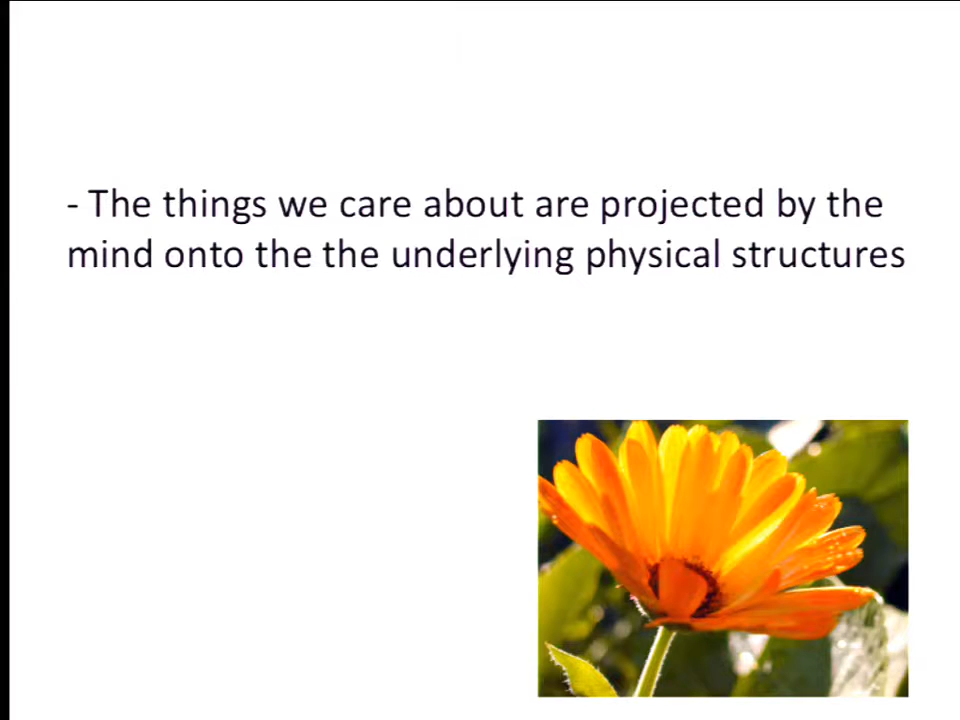 - The things we care about are projected by the
mind onto the the underlying physical structures